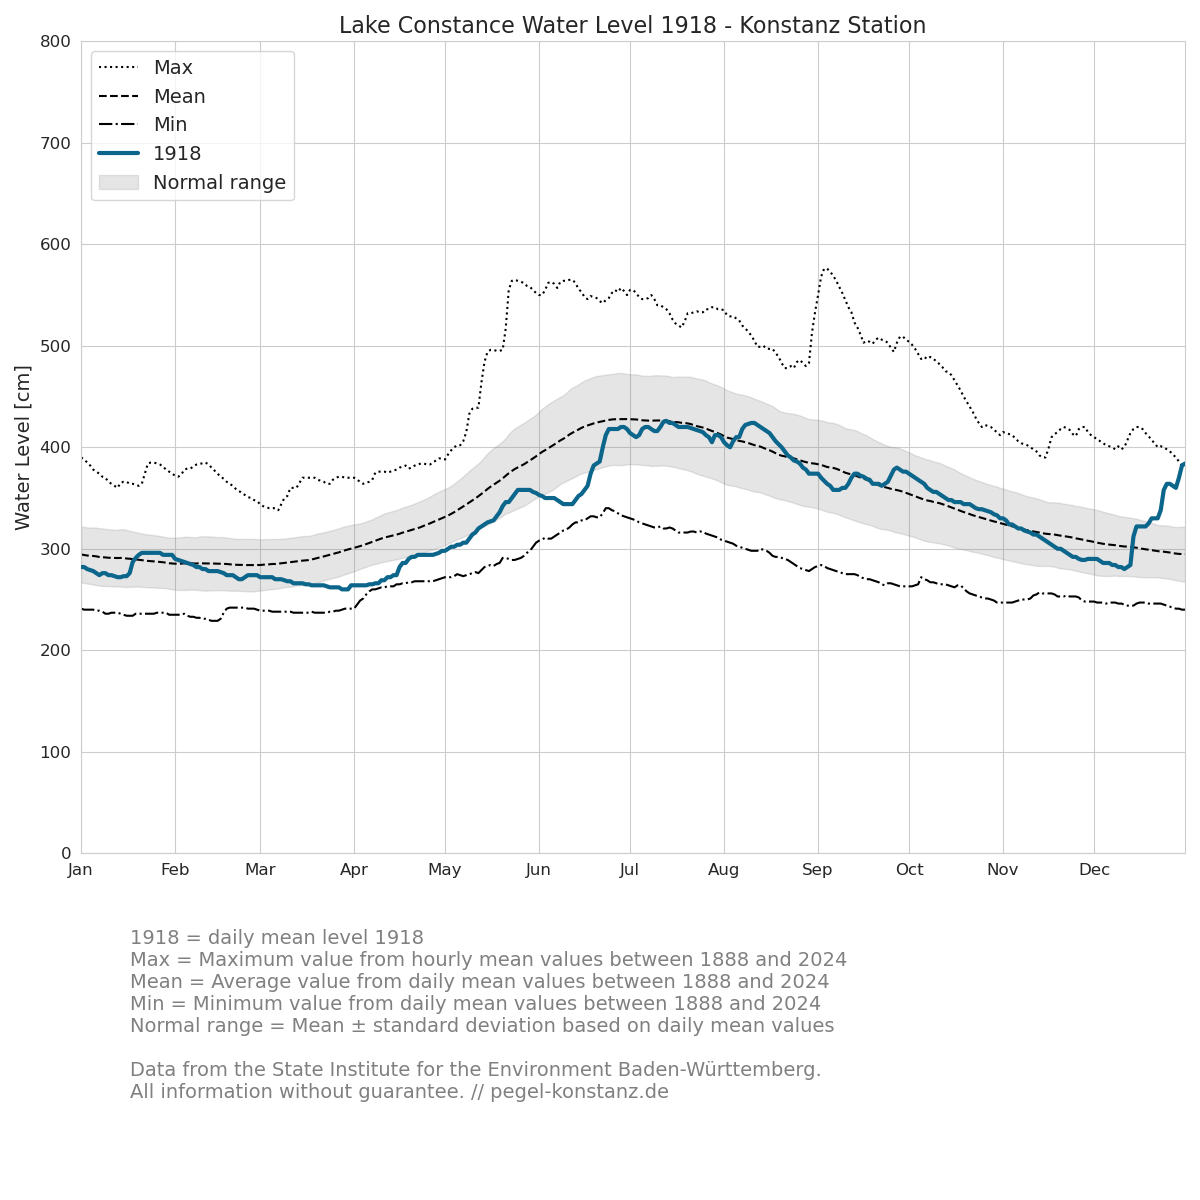 Lake Constance Water Level 1918 - Konstanz Station
800
700
600
500
400
300
200
100
0
Water Level [cm]
Max
Mean
Min
1918
Normal range
Jan Feb Mar Apr May Jun Jul Aug Sep Oct Nov Dec
1918 = daily mean level 1918
Max = Maximum value from hourly mean values between 1888 and 2024
Mean = Average value from daily mean values between 1888 and 2024
Min = Minimum value from daily mean values between 1888 and 2024
Normal range = Mean ± standard deviation based on daily mean values
Data from the State Institute for the Environment Baden-Württemberg.
All information without guarantee. // pegel-konstanz.de